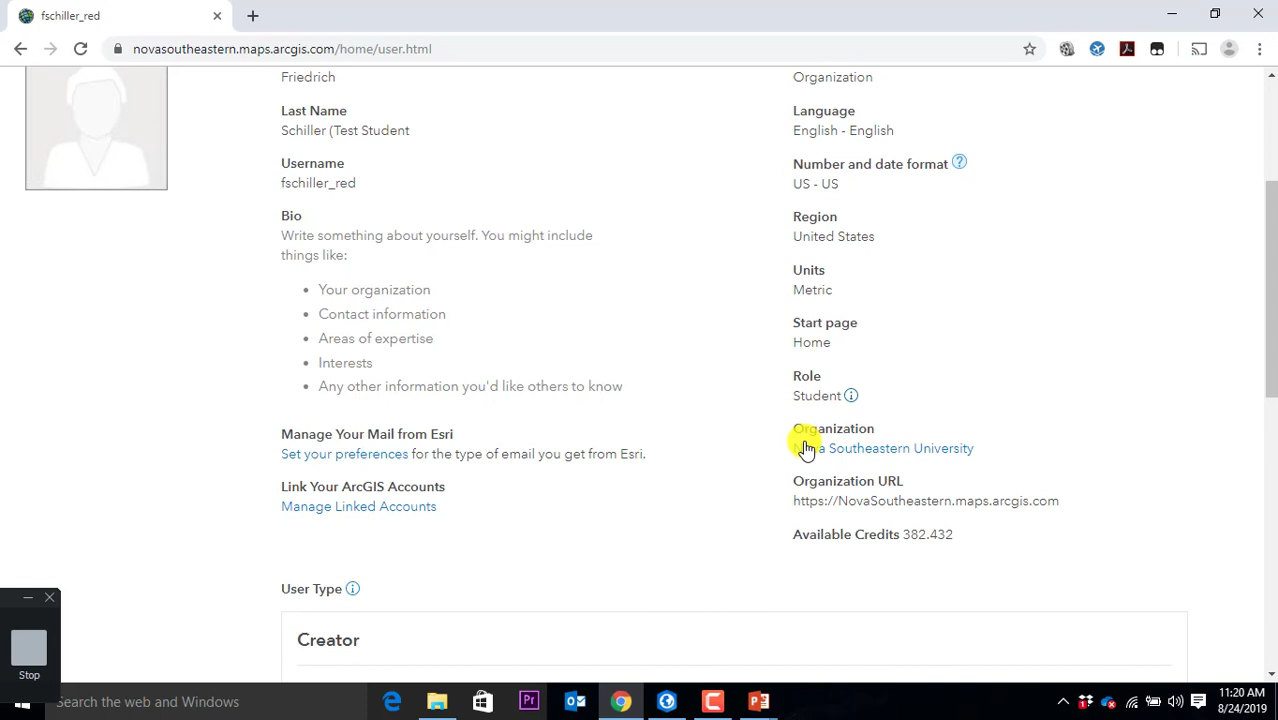 fschiller_red
novasoutheastern.maps.arcgis.com/home/user.html
Friedrich
Last Name
Schiller (Test Student
Username
fschiller_red
Bio
Write something about yourself. You might include
things like:
• Your organization
• Contact information
• Areas of expertise
• Interests
• Any other information you'd like others to know
Manage Your Mail from Esri
Set your preferences for the type of email you get from Esri.
Link Your ArcGIS Accounts
Manage Linked Accounts
Organization
Language
English - English
Number and date format
US - US
Region
United States
Units
Metric
Start page
Home
Role
Student
Organization
Southeastern University
Organization URL
https://NovaSoutheastern.maps.arcgis.com
Available Credits 382.432
User Type
Creator
Stop
Search the web and Windows
11:20 AM
8/24/2019